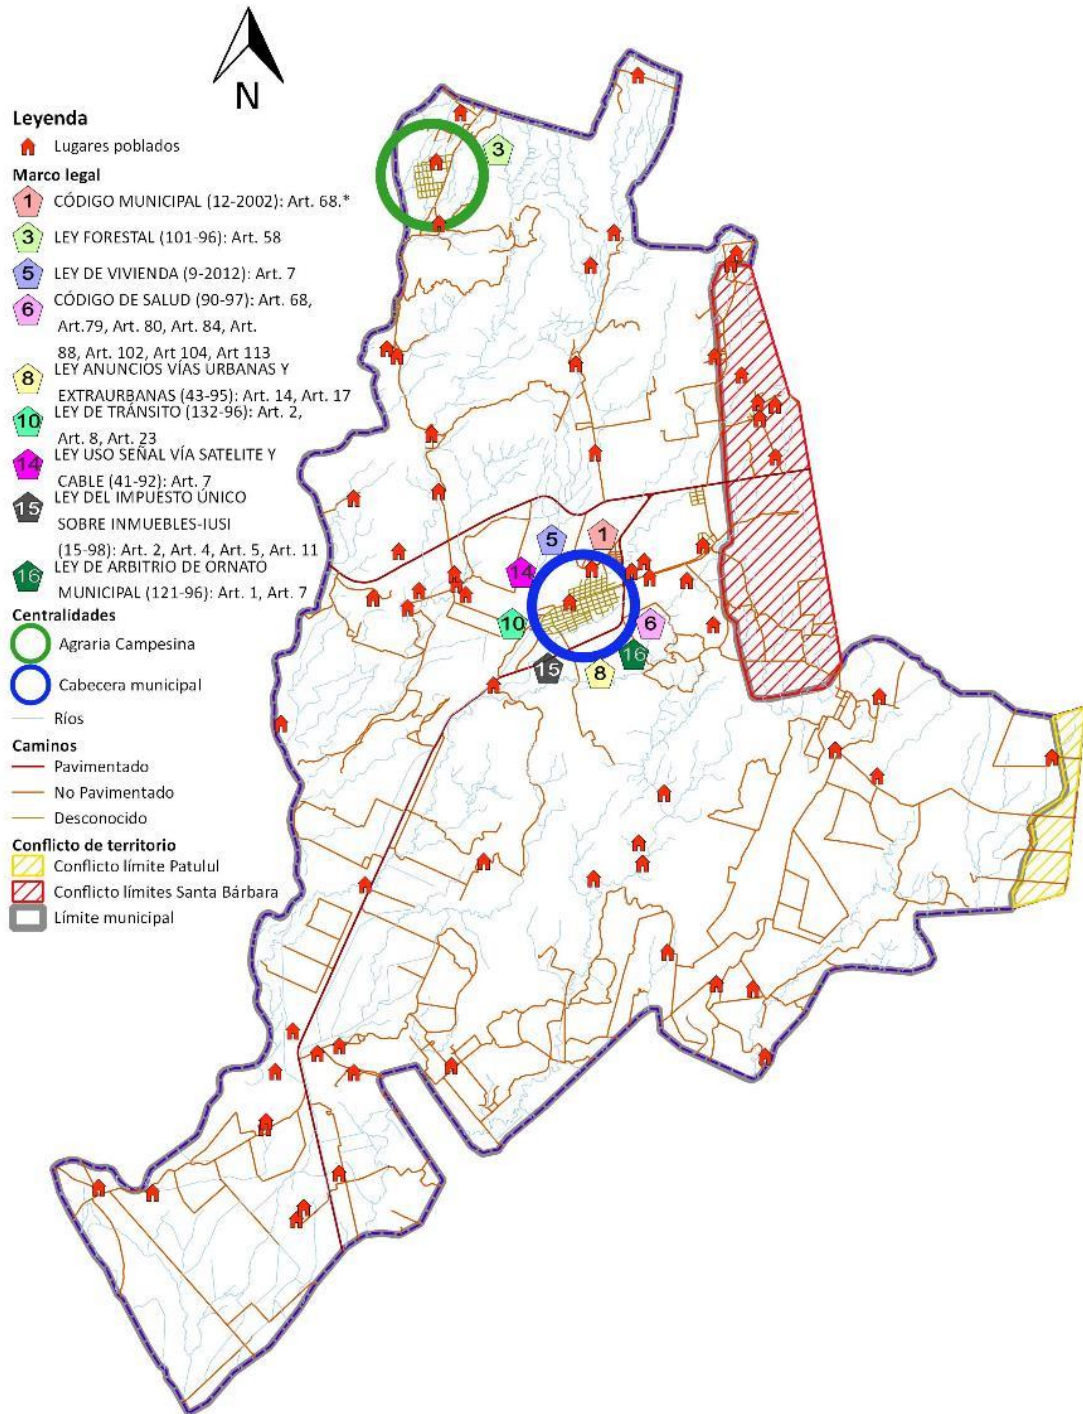 N
Leyenda
Lugares poblados
Marco legal
1 CÓDIGO MUNICIPAL (12-2002): Art. 68.*
3 LEY FORESTAL (101-96): Art. 58
5 LEY DE VIVIENDA (9-2012): Art. 7
6 CÓDIGO DE SALUD (90-97): Art. 68,
Art.79, Art. 80, Art. 84, Art.
88, Art. 102, Art 104, Art 113
8 LEY ANUNCIOS VÍAS URBANAS Y
EXTRAURBANAS (43-95): Art. 14, Art. 17
10 LEY DE TRÁNSITO (132-96): Art. 2,
Art. 8, Art. 23
14 LEY USO SEÑAL VÍA SATELITE Y
CABLE (41-92): Art. 7
15 LEY DEL IMPUESTO ÚNICO
SOBRE INMUEBLES-IUSI
(15-98): Art. 2, Art. 4, Art. 5, Art. 11
16 LEY DE ARBITRIO DE ORNATO
MUNICIPAL (121-96): Art. 1, Art. 7
Centralidades
Agraria Campesina
Cabecera municipal
Ríos
Caminos
Pavimentado
No Pavimentado
Desconocido
Conflicto de territorio
Conflicto límite Patulul
Conflicto límites Santa Bárbara
Límite municipal
3
5
1
14
10
6
16
15
8